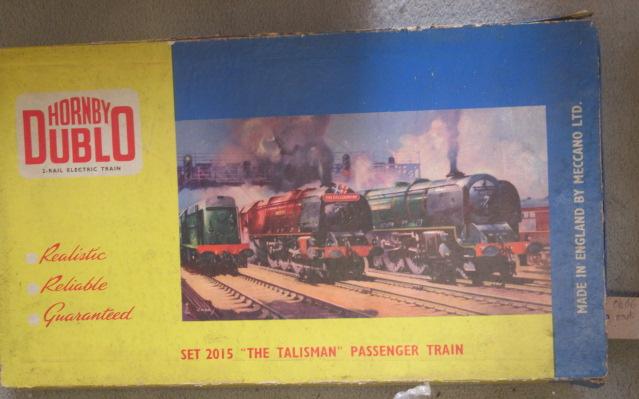 HORNBY
DUBLO
2-RAIL ELECTRIC TRAIN
Realistic
Reliable
Guaranteed
SET 2015 "THE TALISMAN" PASSENGER TRAIN
MADE IN ENGLAND BY MECCANO LTD.